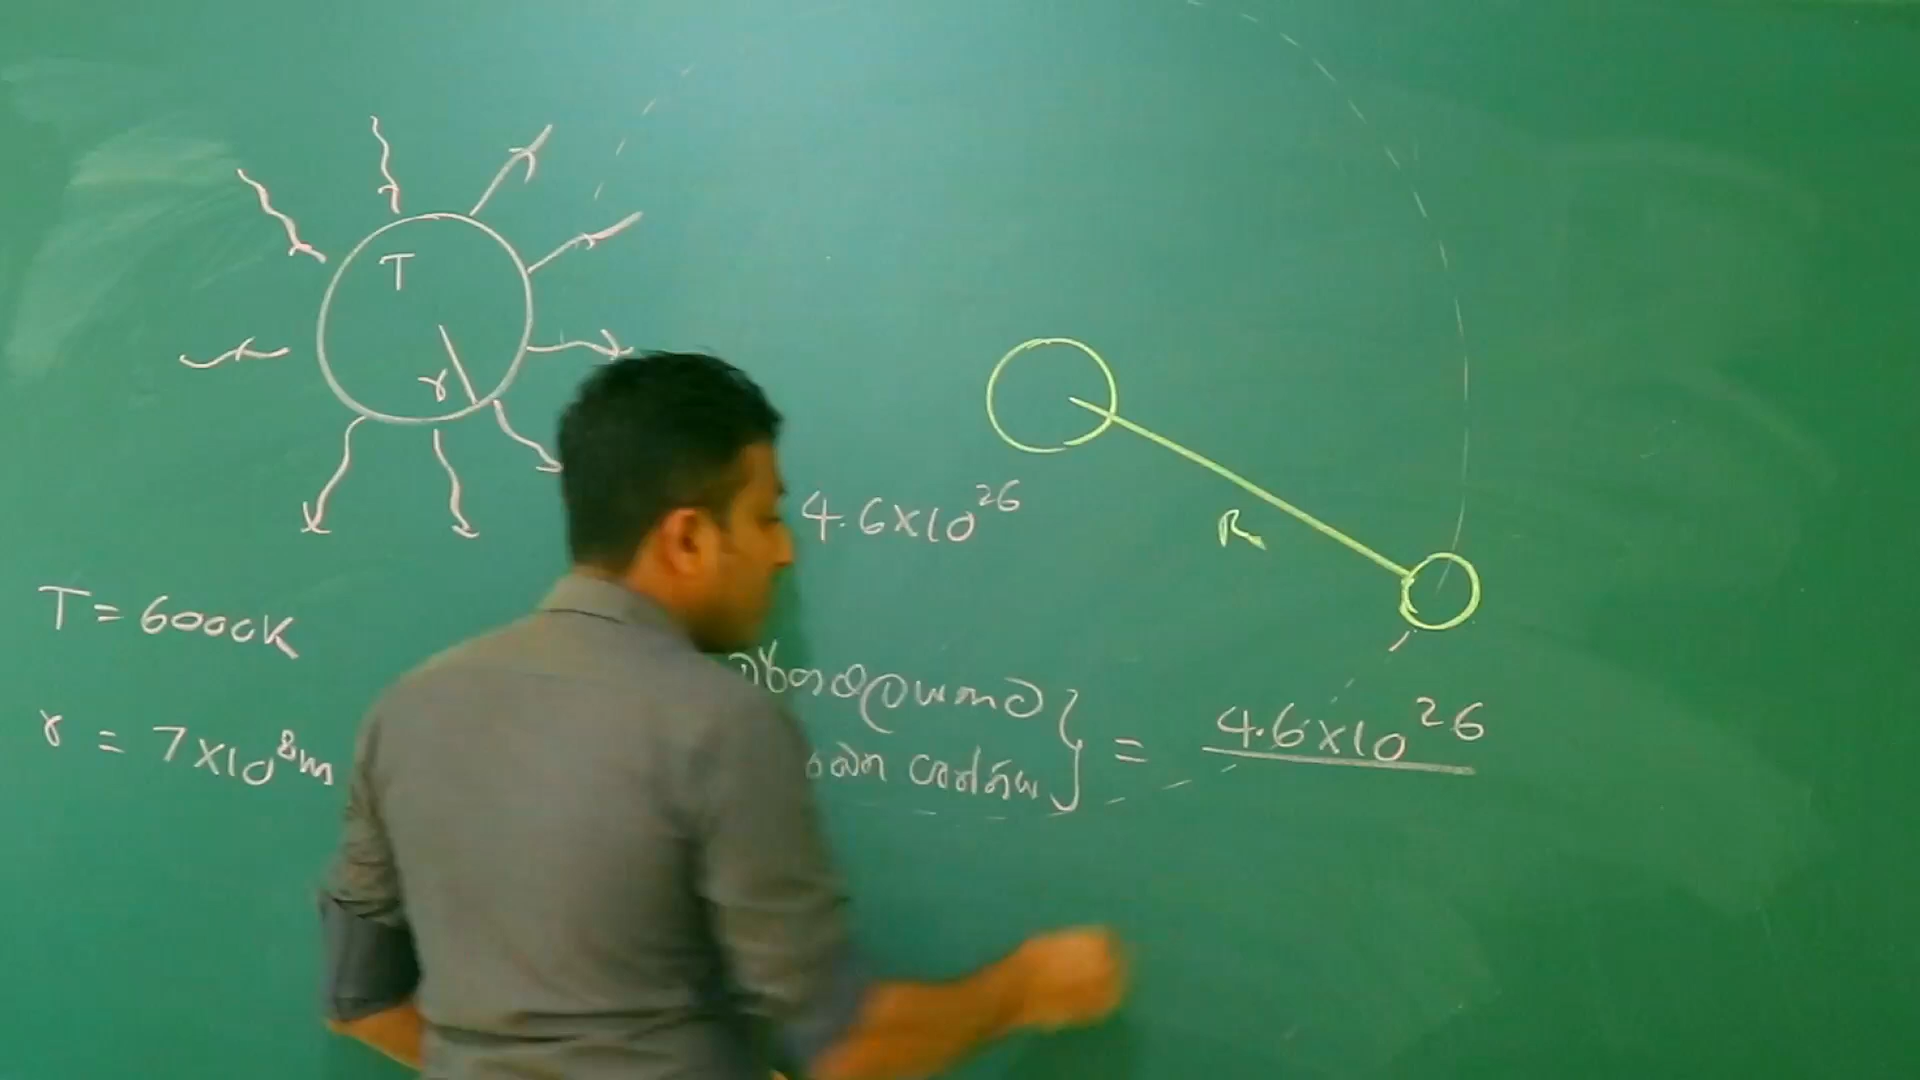 T
r
4.6×10²⁶
R
T = 6000K
r = 7×10⁸m
= 4.6×10²⁶